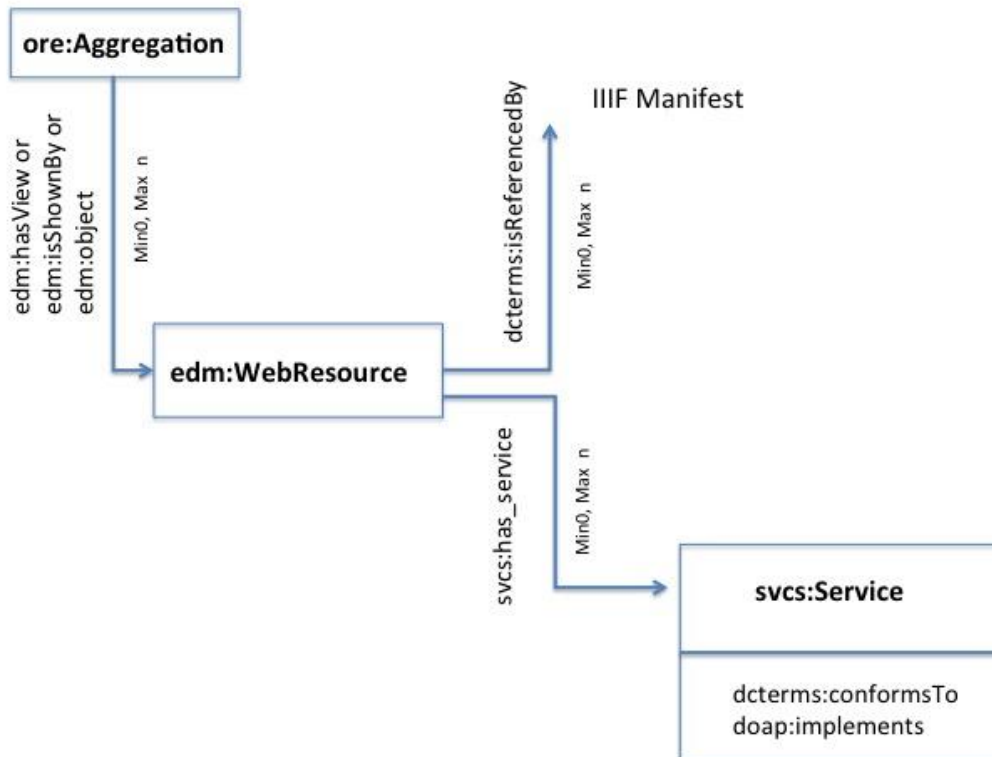 ore:Aggregation
edm:hasView or
edm:isShownBy or
edm:object
Min0, Max n
edm:WebResource
dcterms:isReferencedBy
Min0, Max n
IIIF Manifest
svcs:has_service
Min0, Max n
svcs:Service
dcterms:conformsTo
doap:implements